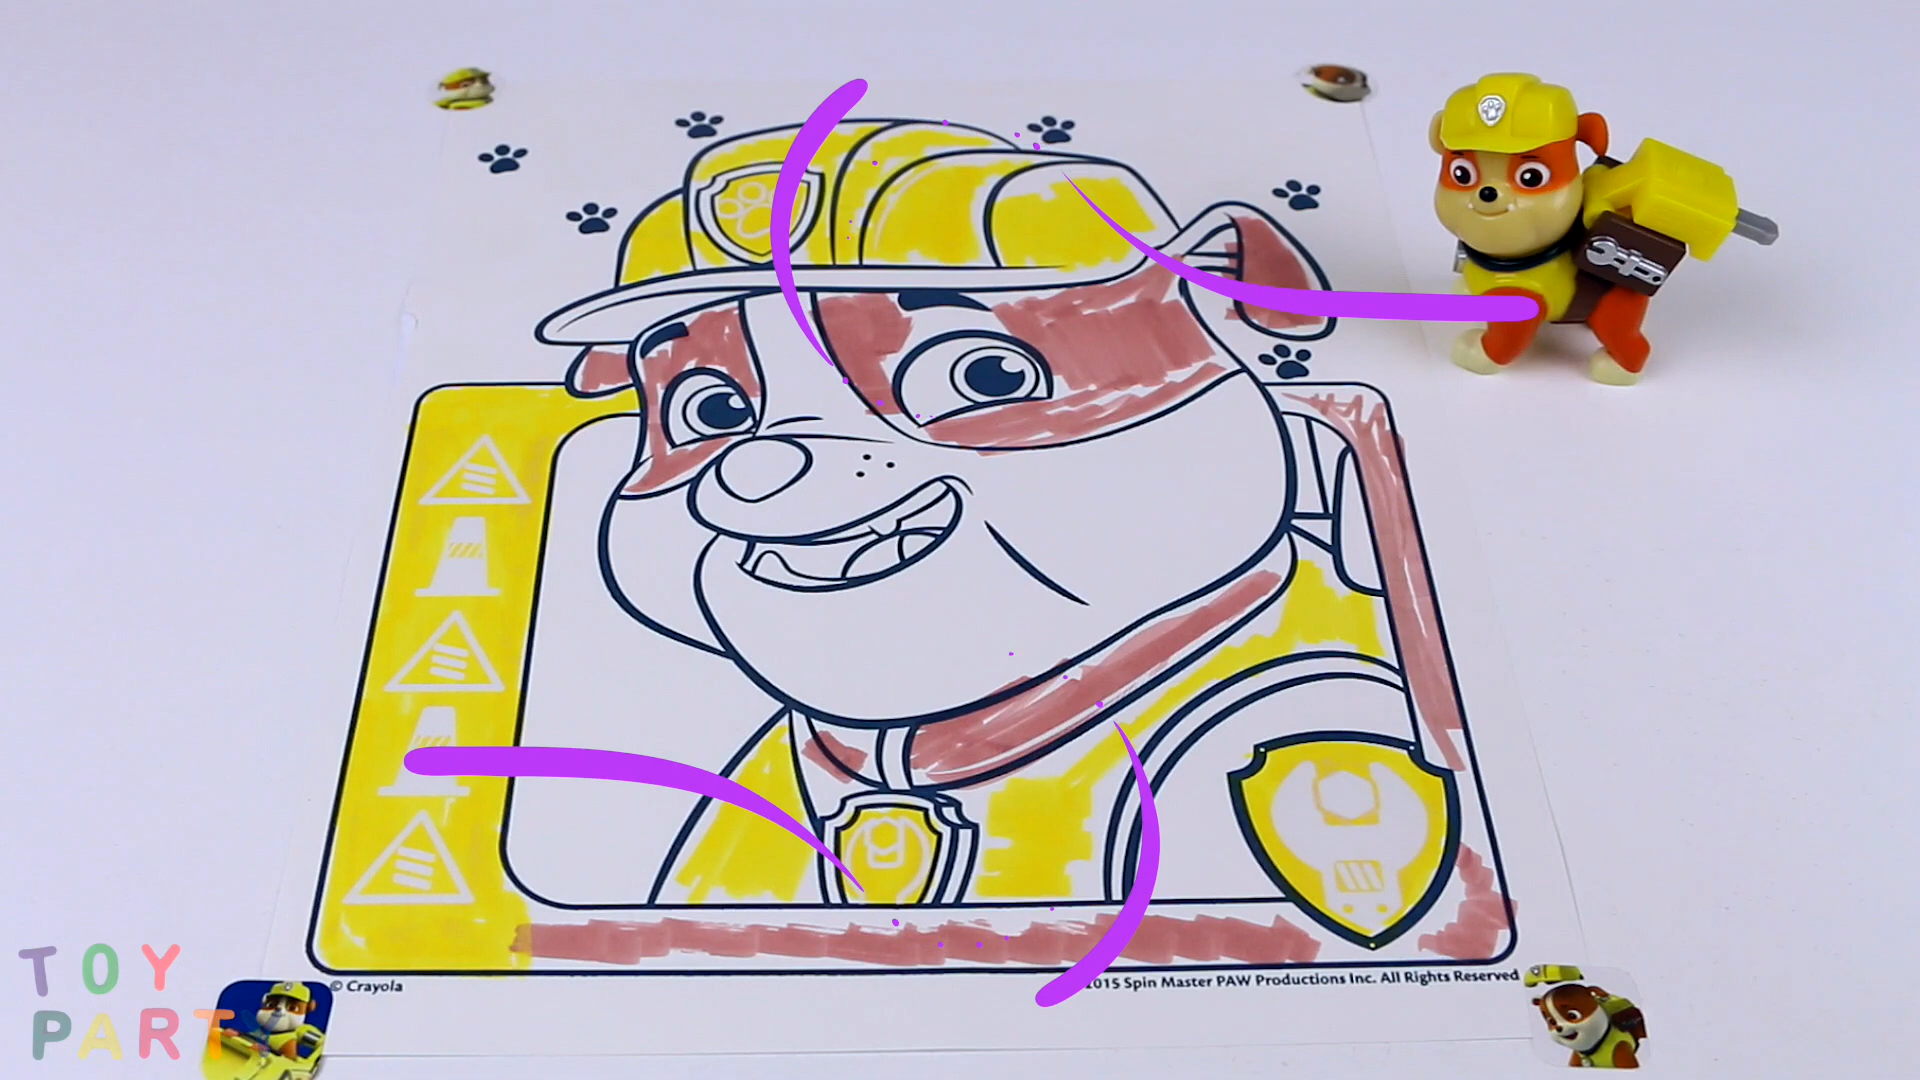 TOY
PARTY
© Crayola
2015 Spin Master PAW Productions Inc. All Rights Reserved